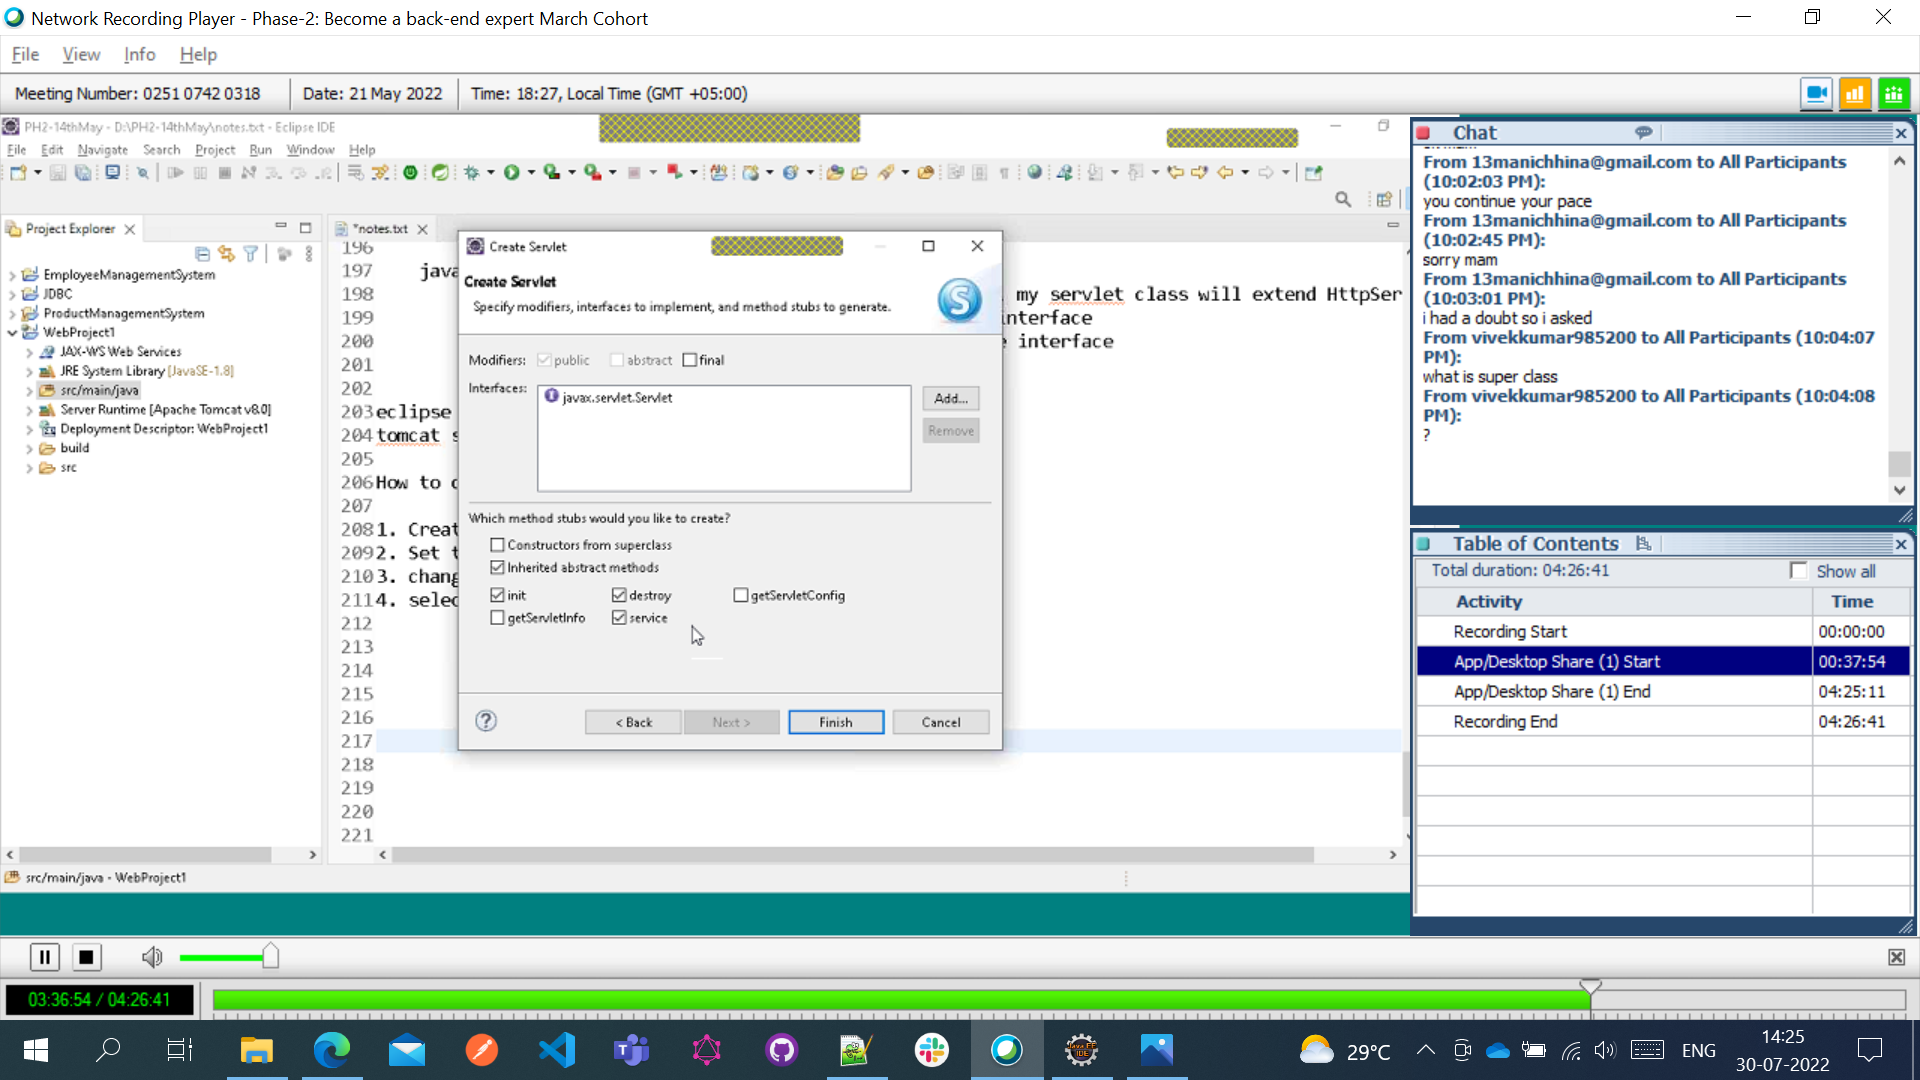 Network Recording Player - Phase-2: Become a back-end expert March Cohort
File View Info Help
Meeting Number: 0251 0742 0318 Date: 21 May 2022 Time: 18:27, Local Time (GMT +05:00)
PH2-14thMay - D:\PH2-14thMay\notes.txt - Eclipse IDE
File Edit Navigate Search Project Run Window Help
Project Explorer
EmployeeManagementSystem
JDBC
ProductManagementSystem
WebProject1
JAX-WS Web Services
JRE System Library [JavaSE-1.8]
src/main/java
Server Runtime [Apache Tomcat v8.0]
Deployment Descriptor: WebProject1
build
src
*notes.txt
196
197 java
198 my servlet class will extend HttpSer
199 interface
200 interface
201
202
203 eclipse
204 tomcat s
205
206 How to
207
208 1. Creat
209 2. Set t
210 3. chang
211 4. selec
212
213
214
215
216
217
218
219
220
221
Create Servlet
Create Servlet
Specify modifiers, interfaces to implement, and method stubs to generate.
Modifiers: public abstract final
Interfaces: javax.servlet.Servlet
Add...
Remove
Which method stubs would you like to create?
Constructors from superclass
Inherited abstract methods
init destroy getServletConfig
getServletInfo service
< Back Next > Finish Cancel
src/main/java - WebProject1
Chat
From 13manichhina@gmail.com to All Participants
(10:02:03 PM):
you continue your pace
From 13manichhina@gmail.com to All Participants
(10:02:45 PM):
sorry mam
From 13manichhina@gmail.com to All Participants
(10:03:01 PM):
i had a doubt so i asked
From vivekkumar985200 to All Participants (10:04:07
PM):
what is super class
From vivekkumar985200 to All Participants (10:04:08
PM):
?
Table of Contents
Total duration: 04:26:41 Show all
Activity Time
Recording Start 00:00:00
App/Desktop Share (1) Start 00:37:54
App/Desktop Share (1) End 04:25:11
Recording End 04:26:41
03:36:54 / 04:26:41
29°C ENG
14:25
30-07-2022